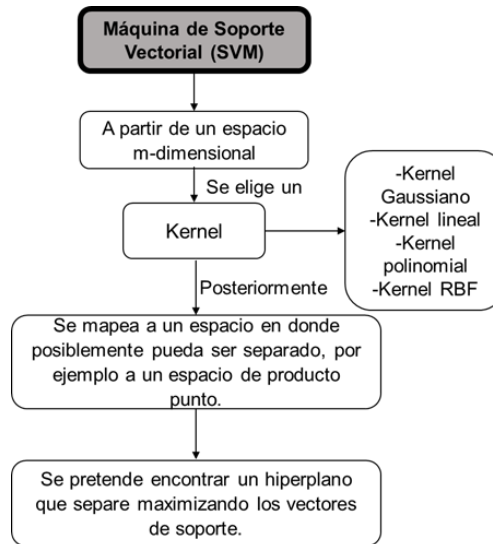 Máquina de Soporte
Vectorial (SVM)
A partir de un espacio
m-dimensional
Se elige un
Kernel
-Kernel
Gaussiano
-Kernel lineal
-Kernel
polinomial
-Kernel RBF
Posteriormente
Se mapea a un espacio en donde
posiblemente pueda ser separado, por
ejemplo a un espacio de producto
punto.
Se pretende encontrar un hiperplano
que separe maximizando los vectores
de soporte.